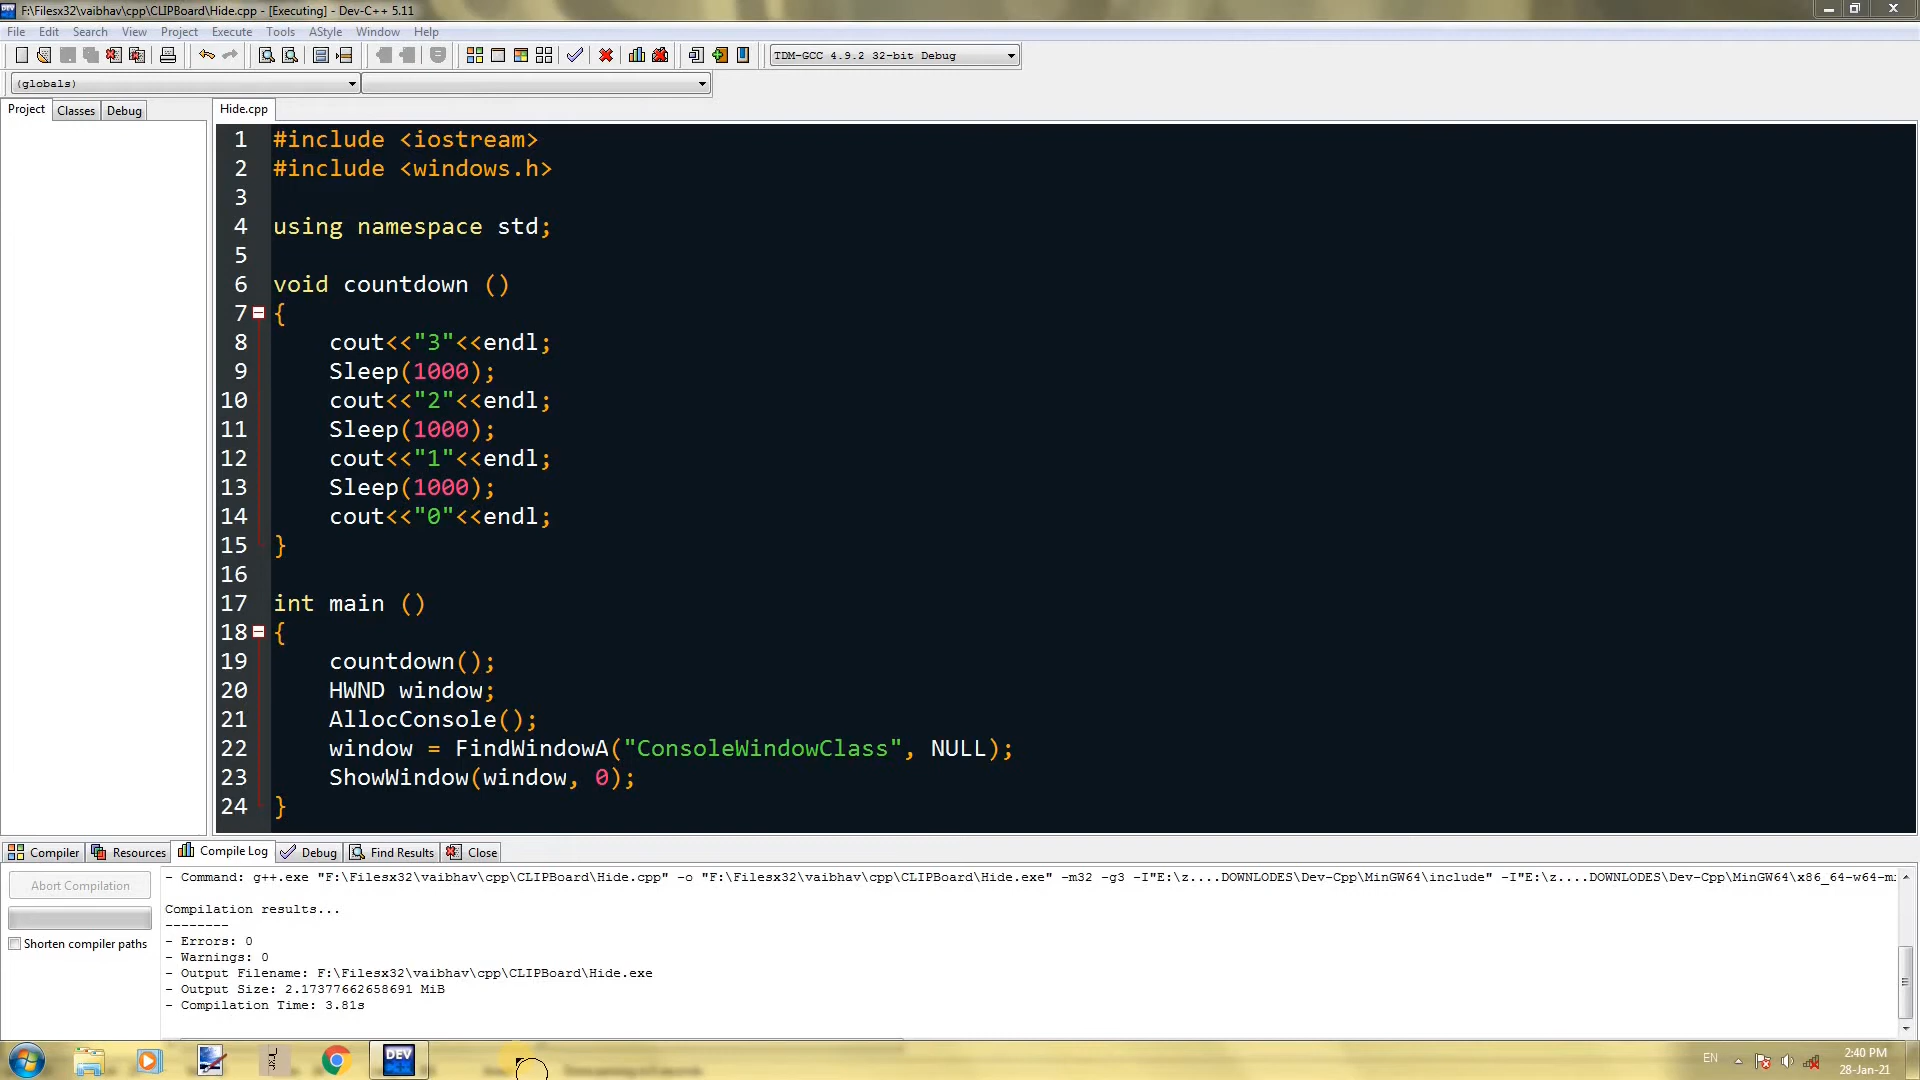 F:\Filesx32\vaibhav\cpp\CLIPBoard\Hide.cpp - [Executing] - Dev-C++ 5.11
File Edit Search View Project Execute Tools AStyle Window Help
TDM-GCC 4.9.2 32-bit Debug
(globals)
Project Classes Debug
Hide.cpp
1 #include <iostream>
2 #include <windows.h>
3
4 using namespace std;
5
6 void countdown ()
7 {
8 cout<<"3"<<endl;
9 Sleep(1000);
10 cout<<"2"<<endl;
11 Sleep(1000);
12 cout<<"1"<<endl;
13 Sleep(1000);
14 cout<<"0"<<endl;
15 }
16
17 int main ()
18 {
19 countdown();
20 HWND window;
21 AllocConsole();
22 window = FindWindowA("ConsoleWindowClass", NULL);
23 ShowWindow(window, 0);
24 }
Compiler Resources Compile Log Debug Find Results Close
Abort Compilation
Shorten compiler paths
- Command: g++.exe "F:\Filesx32\vaibhav\cpp\CLIPBoard\Hide.cpp" -o "F:\Filesx32\vaibhav\cpp\CLIPBoard\Hide.exe" -m32 -g3 -I"E:\z....DOWNLODES\Dev-Cpp\MinGW64\include" -I"E:\z....DOWNLODES\Dev-Cpp\MinGW64\x86_64-w64-mi
Compilation results...
--------
- Errors: 0
- Warnings: 0
- Output Filename: F:\Filesx32\vaibhav\cpp\CLIPBoard\Hide.exe
- Output Size: 2.17377662658691 MiB
- Compilation Time: 3.81s
DEV
EN
2:40 PM
28-Jan-21